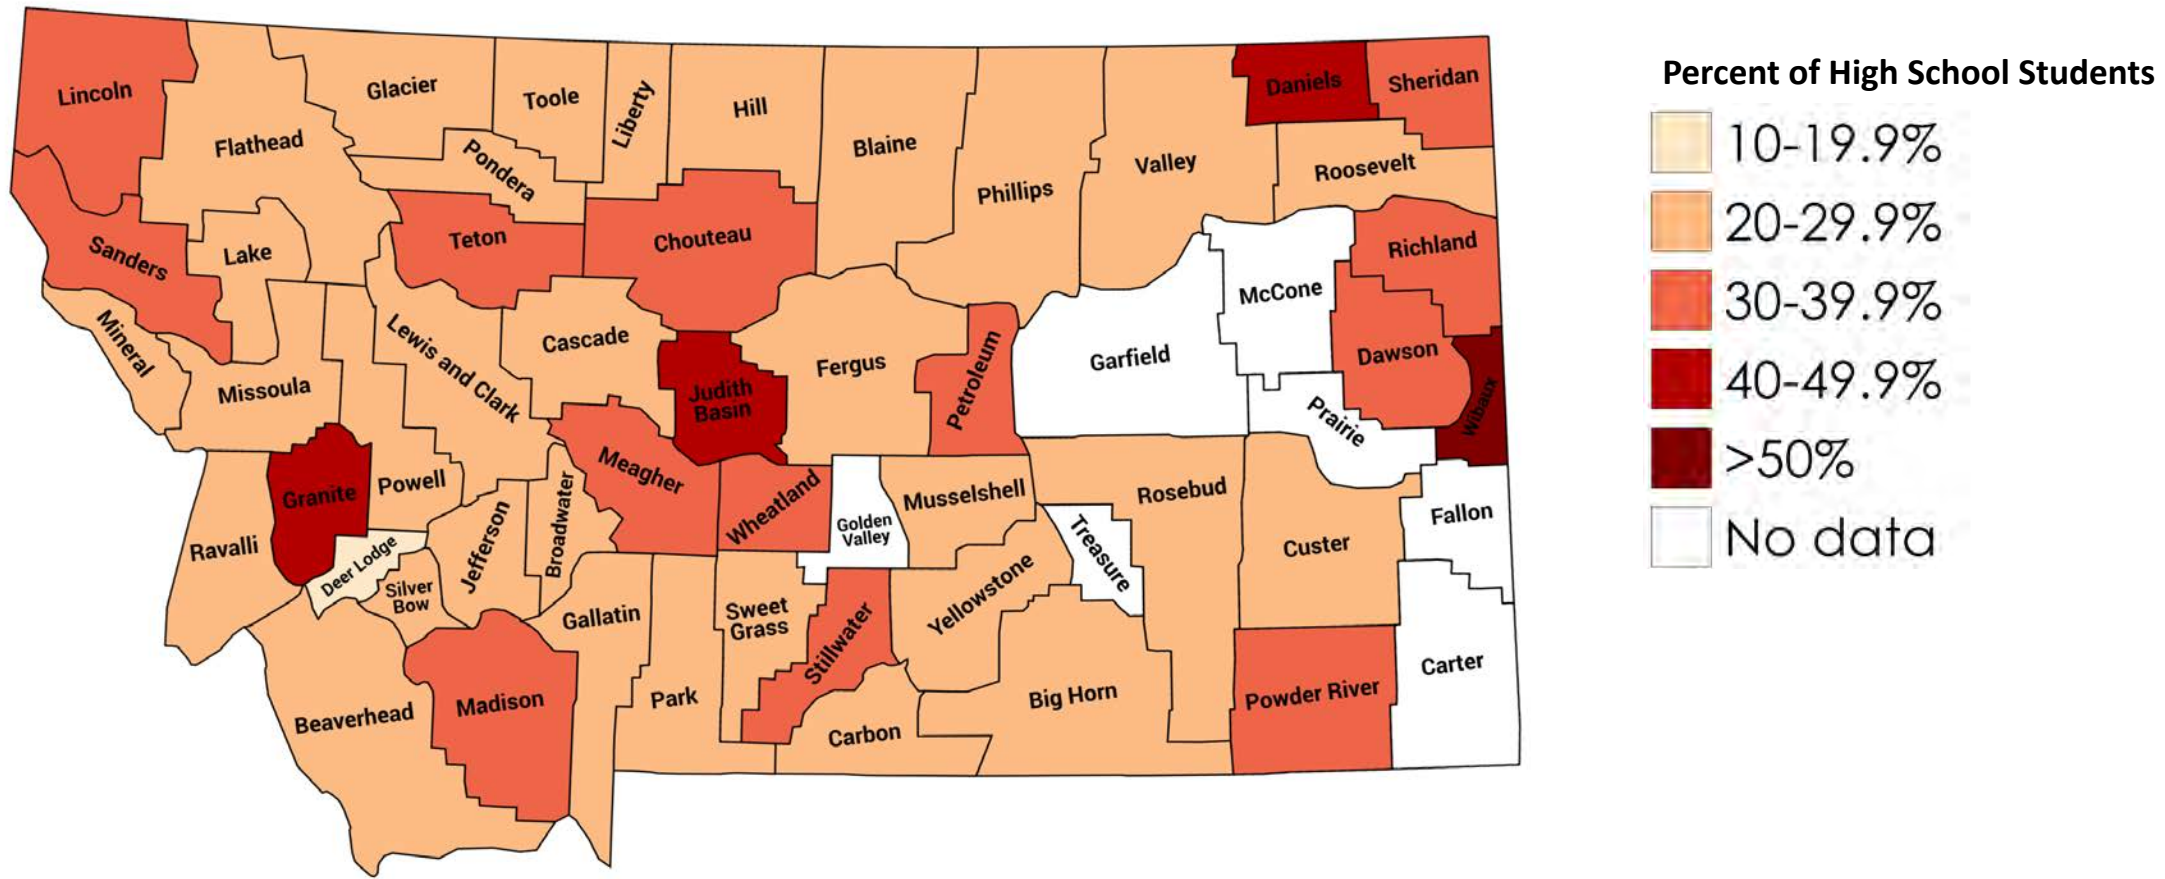 Percent of High School Students
10-19.9%
20-29.9%
30-39.9%
40-49.9%
>50%
No data
Lincoln
Flathead
Glacier
Toole
Liberty
Hill
Blaine
Phillips
Valley
Daniels
Sheridan
Roosevelt
Pondera
Teton
Chouteau
Sanders
Lake
Richland
McCone
Mineral
Missoula
Lewis and Clark
Cascade
Judith
Basin
Fergus
Petroleum
Garfield
Dawson
Prairie
Wibaux
Granite
Powell
Meagher
Wheatland
Golden
Valley
Musselshell
Rosebud
Treasure
Custer
Fallon
Ravalli
Deer Lodge
Silver
Bow
Jefferson
Broadwater
Gallatin
Sweet
Grass
Stillwater
Yellowstone
Big Horn
Powder River
Carter
Beaverhead
Madison
Park
Carbon